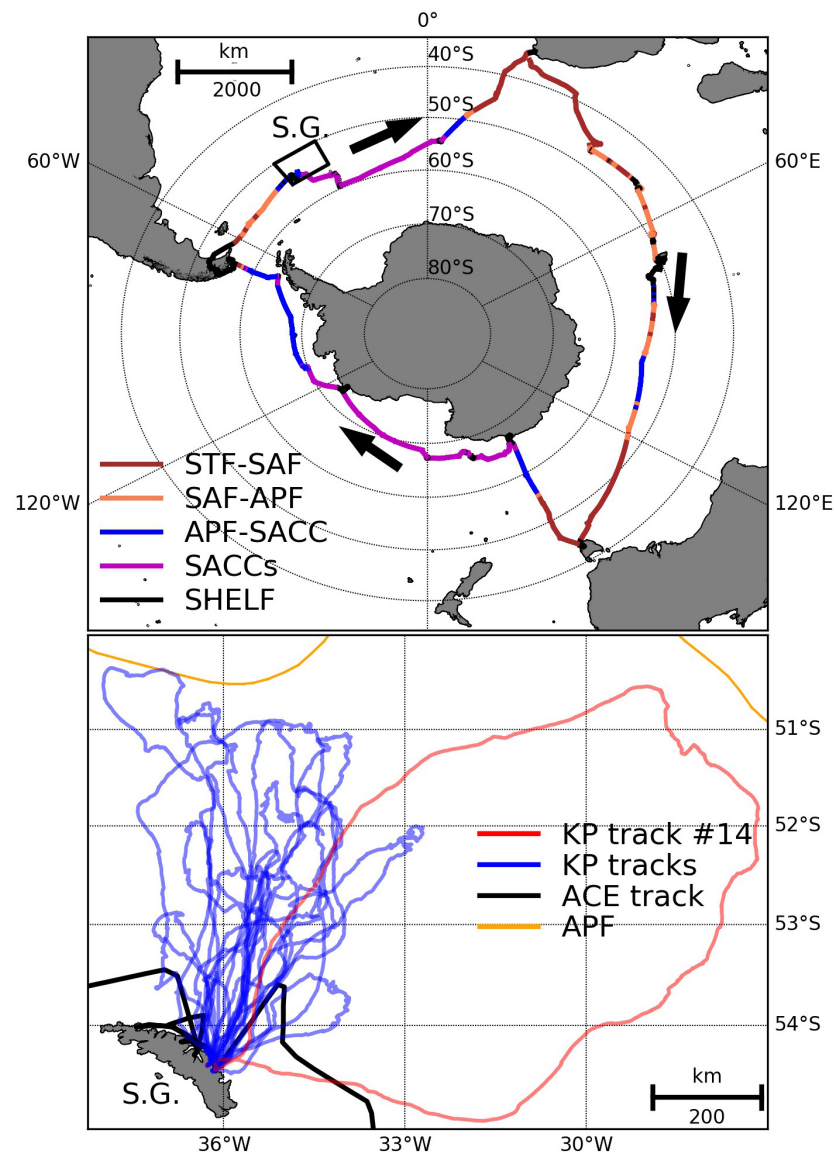 0°
km
2000
40°S
50°S
S.G.
60°W
60°S
60°E
70°S
80°S
STF-SAF
SAF-APF
120°W
120°E
APF-SACC
SACCs
SHELF
51°S
52°S
KP track #14
KP tracks
ACE track
APF
53°S
54°S
S.G.
km
200
36°W
33°W
30°W